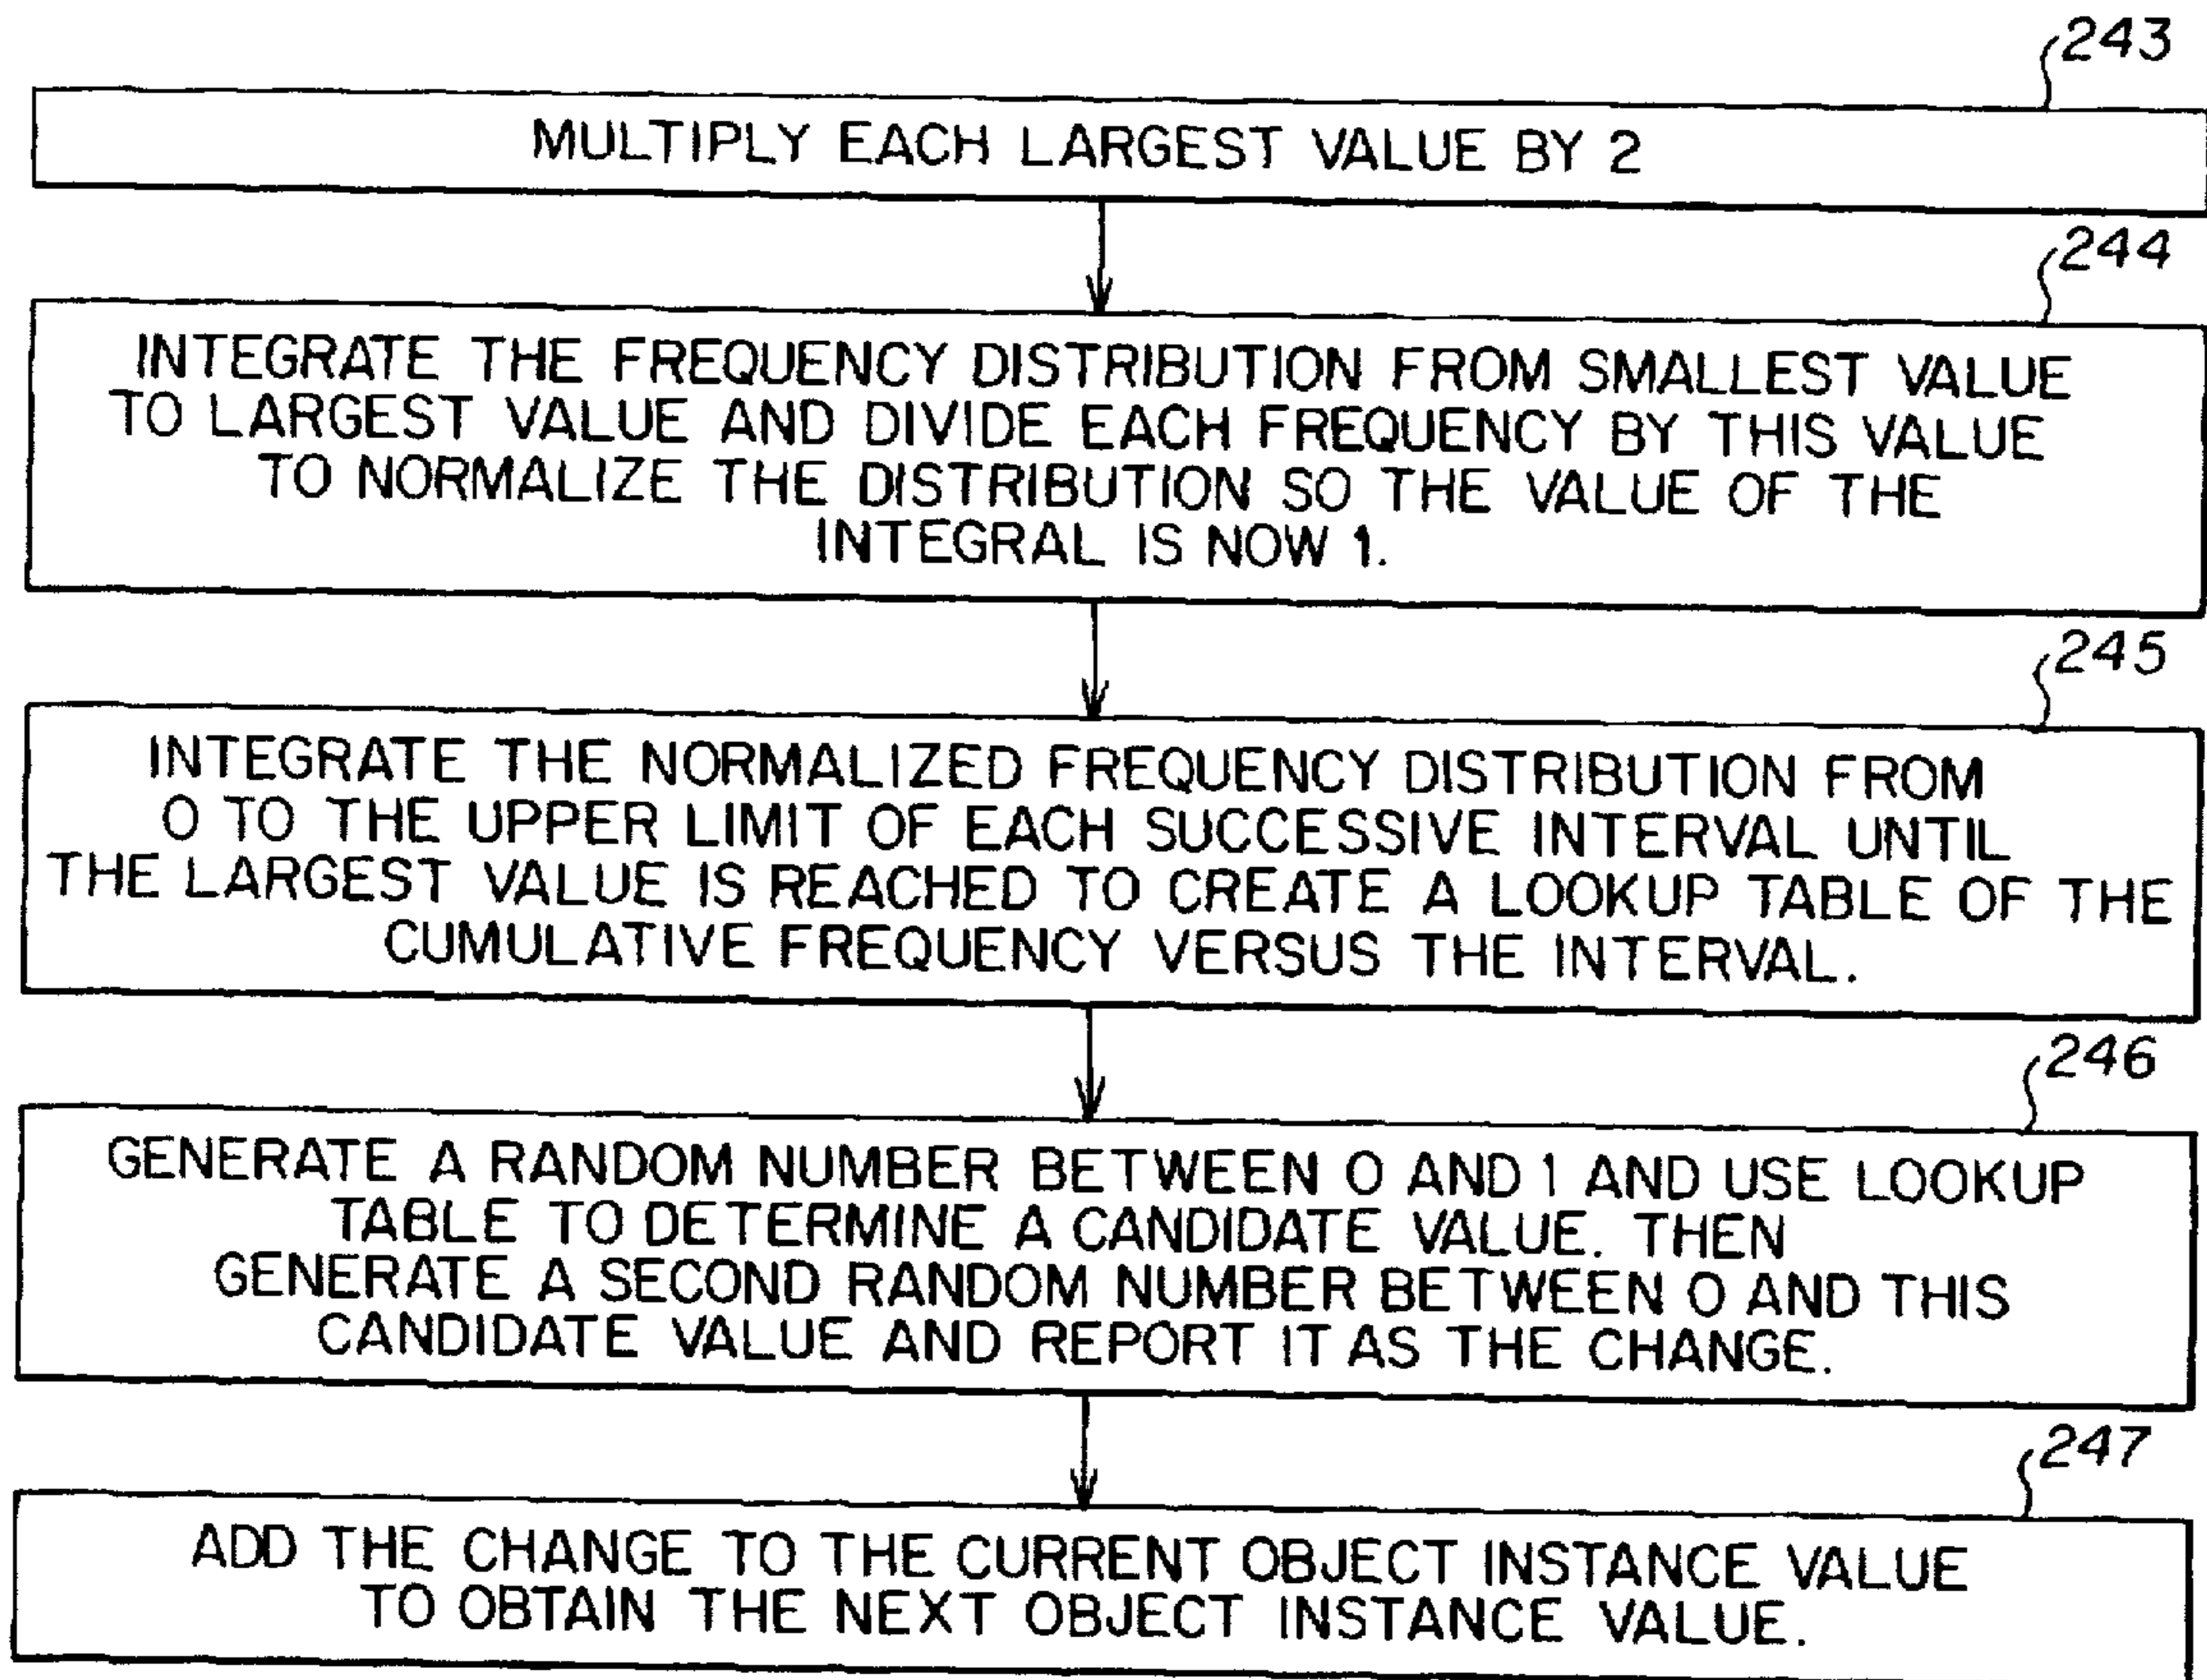 243
MULTIPLY EACH LARGEST VALUE BY 2
244
INTEGRATE THE FREQUENCY DISTRIBUTION FROM SMALLEST VALUE
TO LARGEST VALUE AND DIVIDE EACH FREQUENCY BY THIS VALUE
TO NORMALIZE THE DISTRIBUTION SO THE VALUE OF THE
INTEGRAL IS NOW 1.
245
INTEGRATE THE NORMALIZED FREQUENCY DISTRIBUTION FROM
0 TO THE UPPER LIMIT OF EACH SUCCESSIVE INTERVAL UNTIL
THE LARGEST VALUE IS REACHED TO CREATE A LOOKUP TABLE OF THE
CUMULATIVE FREQUENCY VERSUS THE INTERVAL.
246
GENERATE A RANDOM NUMBER BETWEEN 0 AND 1 AND USE LOOKUP
TABLE TO DETERMINE A CANDIDATE VALUE. THEN
GENERATE A SECOND RANDOM NUMBER BETWEEN 0 AND THIS
CANDIDATE VALUE AND REPORT IT AS THE CHANGE.
247
ADD THE CHANGE TO THE CURRENT OBJECT INSTANCE VALUE
TO OBTAIN THE NEXT OBJECT INSTANCE VALUE.